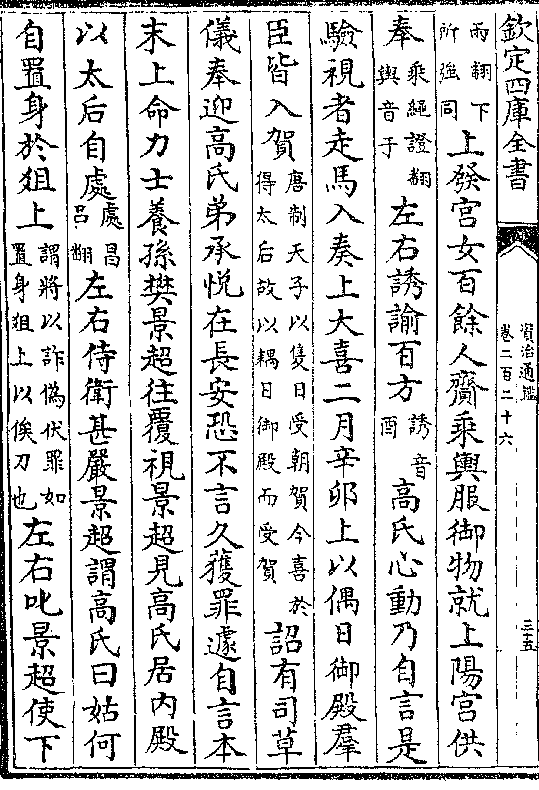 欽定四庫全書
資治通鑑
卷二百二十六
三十五
而翻下所強同上發宫女百餘人齎乘輿服御物就上陽宫供
奉乘繩證翻輿音于左右誘諭百方誘音酉高氏心動乃自言是
驗視者走馬入奏上大喜二月辛卯上以偶日御殿羣
臣皆入賀唐制天子以隻日受朝賀今喜於得太后故以耦日御殿而受賀詔有司草
儀奉迎高氏弟承悦在長安恐不言久獲罪遽自言本
末上命力士養孫樊景超往覆視景超見高氏居内殿
以太后自處處昌吕翻左右侍衛甚嚴景超謂高氏曰姑何
自置身於俎上謂將以詐偽伏罪如置身俎上以俟刀也左右叱景超使下